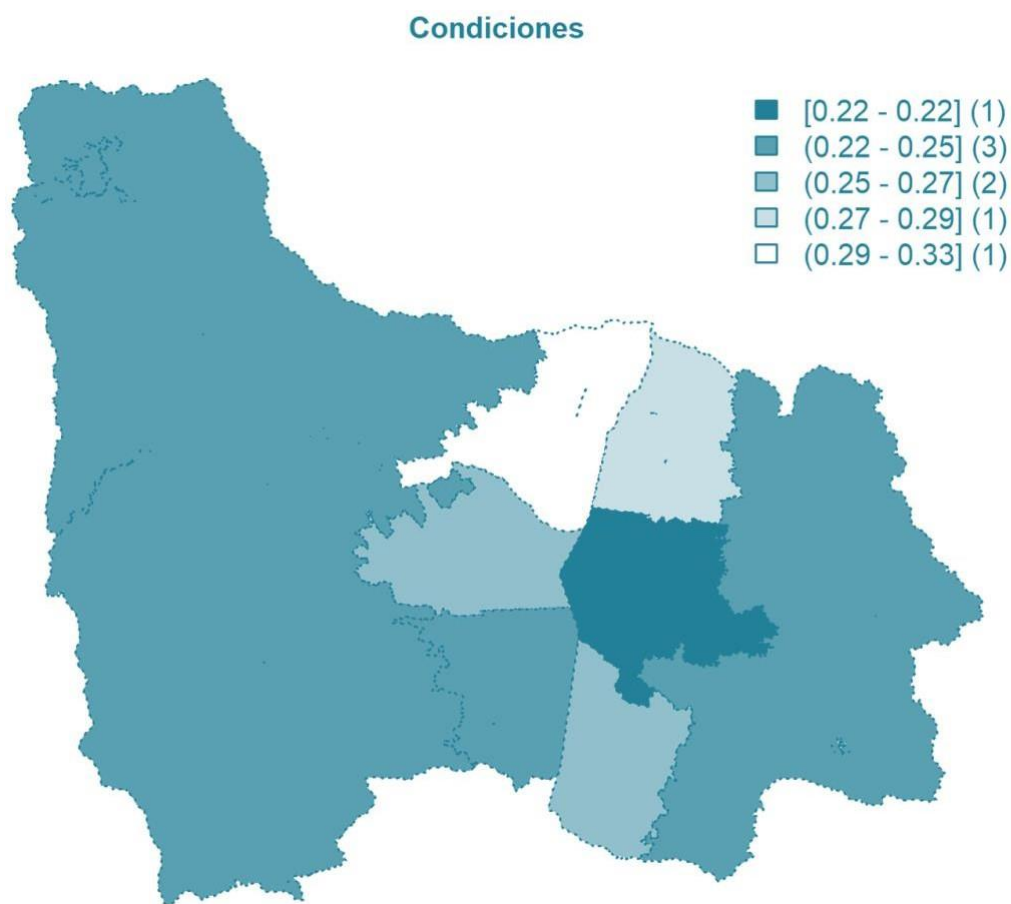 Condiciones
[0.22 - 0.22] (1)
(0.22 - 0.25] (3)
(0.25 - 0.27] (2)
(0.27 - 0.29] (1)
(0.29 - 0.33] (1)